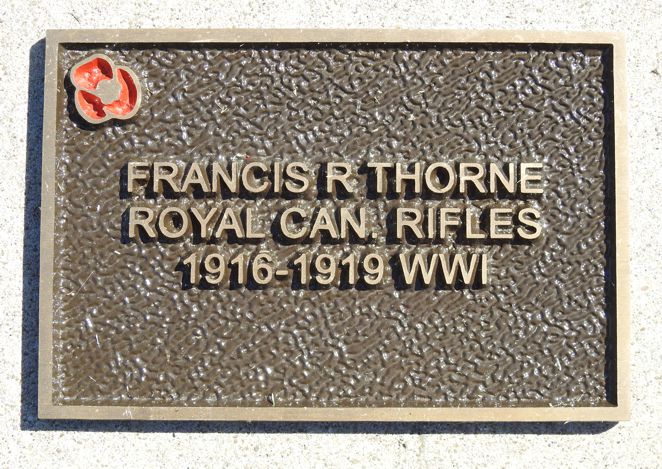 FRANCIS R THORNE
ROYAL CAN. RIFLES
1916-1919 WWI